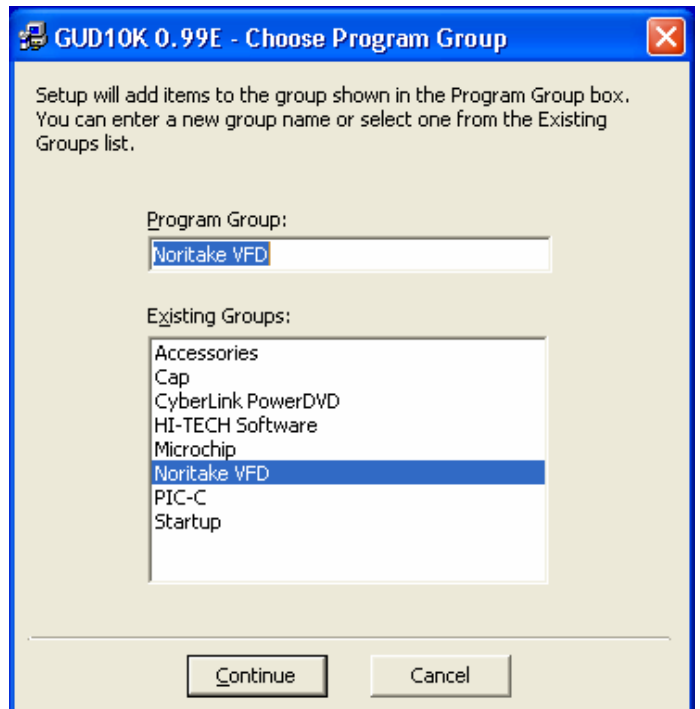 GUD10K 0.99E - Choose Program Group
Setup will add items to the group shown in the Program Group box.
You can enter a new group name or select one from the Existing
Groups list.
Program Group:
Noritake VFD
Existing Groups:
Accessories
Cap
CyberLink PowerDVD
HI-TECH Software
Microchip
Noritake VFD
PIC-C
Startup
Continue
Cancel